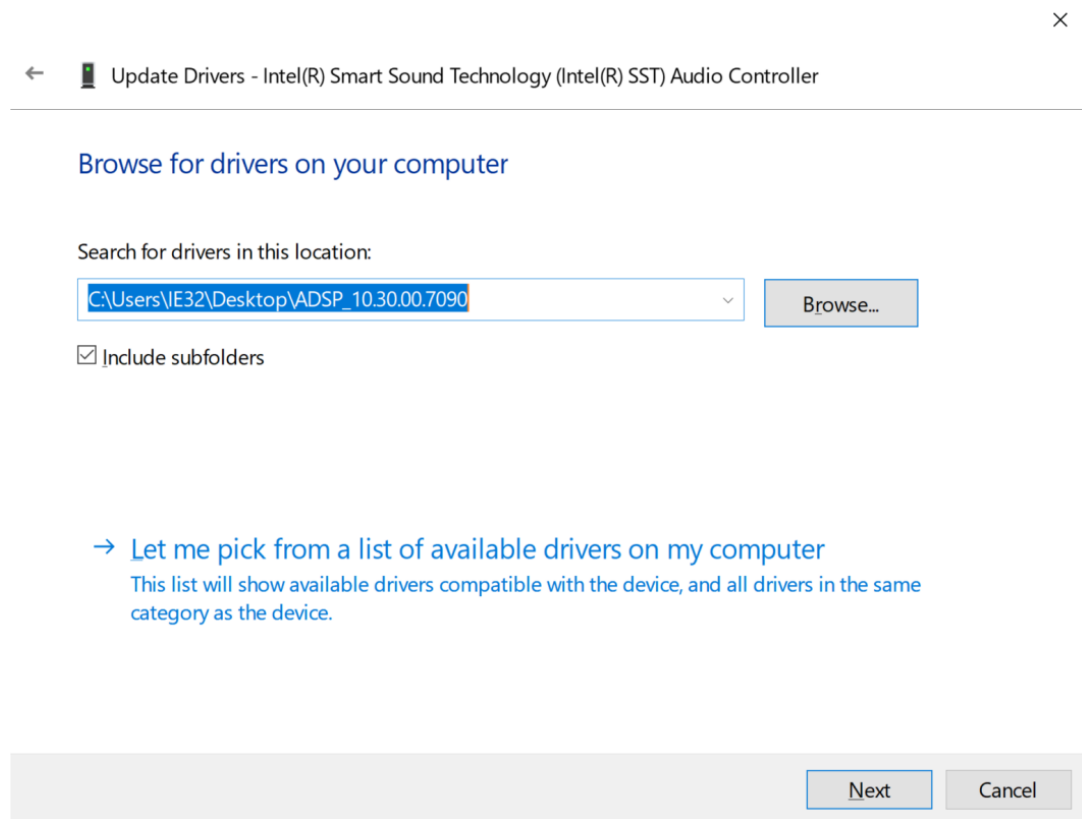 Update Drivers - Intel(R) Smart Sound Technology (Intel(R) SST) Audio Controller
Browse for drivers on your computer
Search for drivers in this location:
C:\Users\IE32\Desktop\ADSP_10.30.00.7090
Browse...
Include subfolders
Let me pick from a list of available drivers on my computer
This list will show available drivers compatible with the device, and all drivers in the same
category as the device.
Next
Cancel